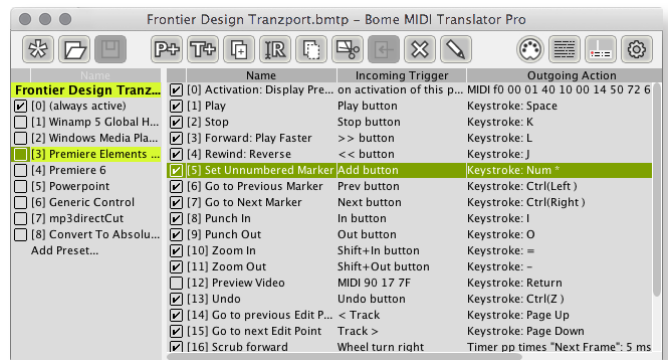 Frontier Design Tranzport.bmtp - Bome MIDI Translator Pro
P+ T+ IR
Name
Frontier Design Tranz...
[0] (always active)
[1] Winamp 5 Global H...
[2] Windows Media Pla...
[3] Premiere Elements ...
[4] Premiere 6
[5] Powerpoint
[6] Generic Control
[7] mp3directCut
[8] Convert To Absolu...
Add Preset...
Name Incoming Trigger Outgoing Action
[0] Activation: Display Pre... on activation of this p... MIDI f0 00 01 40 10 00 14 50 72 6
[1] Play Play button Keystroke: Space
[2] Stop Stop button Keystroke: K
[3] Forward: Play Faster >> button Keystroke: L
[4] Rewind: Reverse << button Keystroke: J
[5] Set Unnumbered Marker Add button Keystroke: Num *
[6] Go to Previous Marker Prev button Keystroke: Ctrl(Left )
[7] Go to Next Marker Next button Keystroke: Ctrl(Right )
[8] Punch In In button Keystroke: I
[9] Punch Out Out button Keystroke: O
[10] Zoom In Shift+In button Keystroke: =
[11] Zoom Out Shift+Out button Keystroke: -
[12] Preview Video MIDI 90 17 7F Keystroke: Return
[13] Undo Undo button Keystroke: Ctrl(Z )
[14] Go to previous Edit P... < Track Keystroke: Page Up
[15] Go to next Edit Point Track > Keystroke: Page Down
[16] Scrub forward Wheel turn right Timer pp times "Next Frame": 5 ms